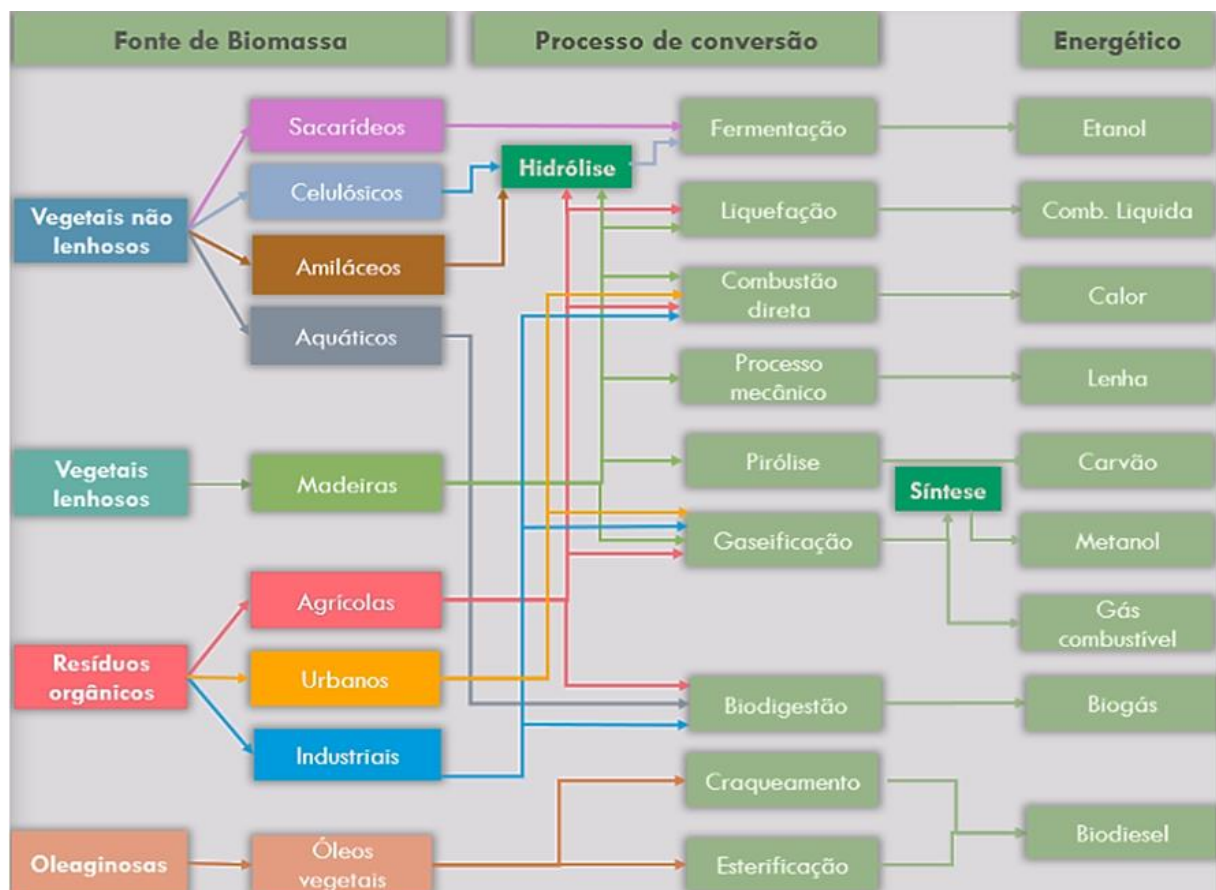 Fonte de Biomassa
Processo de conversão
Energético
Sacarídeos
Fermentação
Etanol
Hidrólise
Celulósicos
Vegetais não
lenhosos
Liquefação
Comb. Liquida
Amiláceos
Combustão
direta
Calor
Aquáticos
Processo
mecânico
Lenha
Vegetais
lenhosos
Madeiras
Pirólise
Carvão
Síntese
Gaseificação
Metanol
Agrícolas
Gás
combustível
Resíduos
orgânicos
Urbanos
Biodigestão
Biogás
Industriais
Craqueamento
Biodiesel
Oleaginosas
Óleos
vegetais
Esterificação